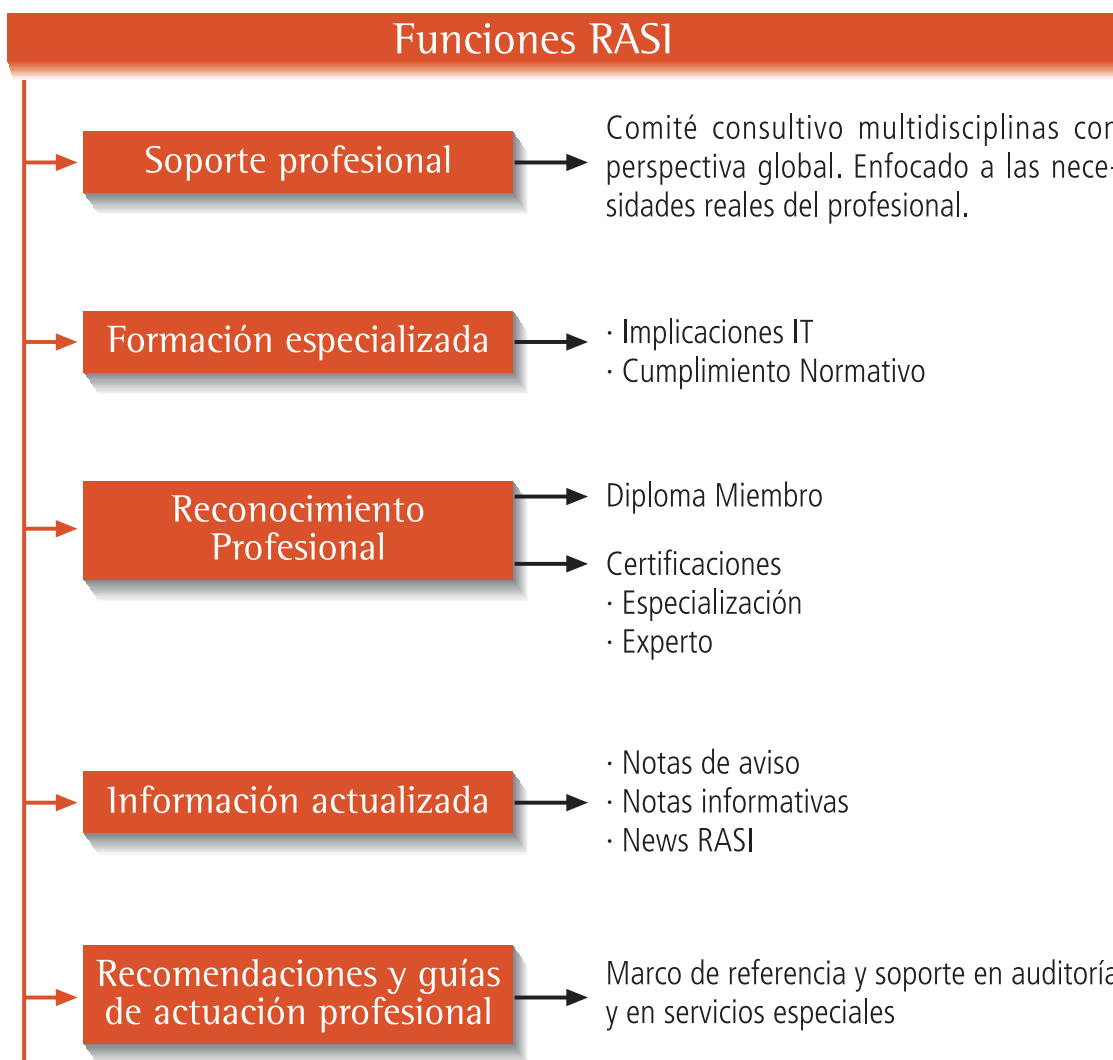 Funciones RASI
Soporte profesional
Comité consultivo multidisciplinas con
perspectiva global. Enfocado a las nece-
sidades reales del profesional.
Formación especializada
· Implicaciones IT
· Cumplimiento Normativo
Reconocimiento
Profesional
Diploma Miembro
Certificaciones
· Especialización
· Experto
Información actualizada
· Notas de aviso
· Notas informativas
· News RASI
Recomendaciones y guías
de actuación profesional
Marco de referencia y soporte en auditoría
y en servicios especiales